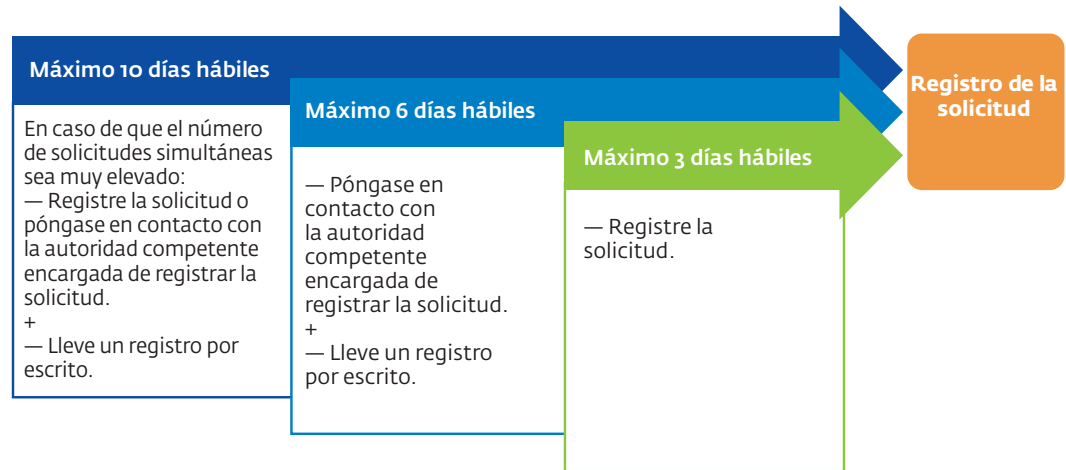 Máximo 10 días hábiles
En caso de que el número
de solicitudes simultáneas
sea muy elevado:
— Registre la solicitud o
póngase en contacto con
la autoridad competente
encargada de registrar la
solicitud.
+
— Lleve un registro por
escrito.
Máximo 6 días hábiles
— Póngase en
contacto con
la autoridad
competente
encargada de
registrar la solicitud.
+
— Lleve un registro
por escrito.
Máximo 3 días hábiles
— Registre la
solicitud.
Registro de la
solicitud